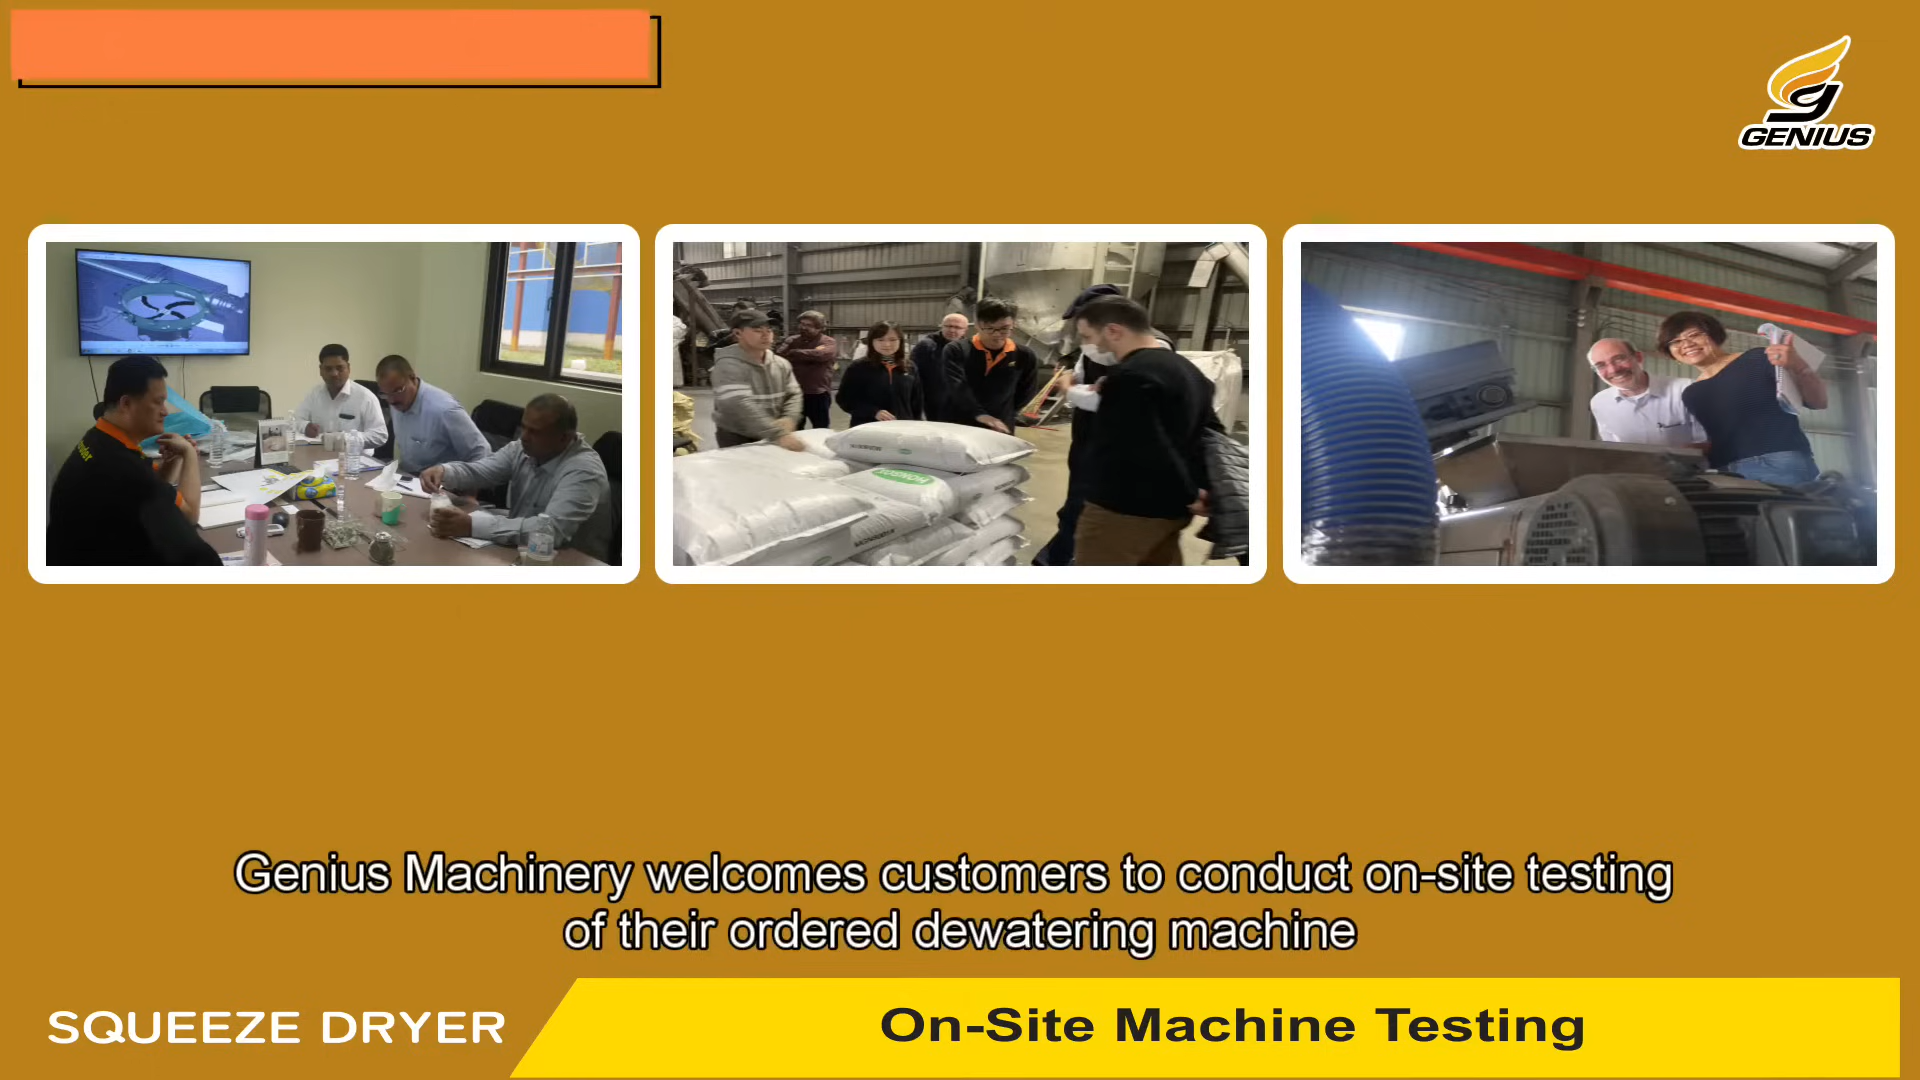 GENIUS
Genius Machinery welcomes customers to conduct on-site testing
of their ordered dewatering machine
SQUEEZE DRYER
On-Site Machine Testing